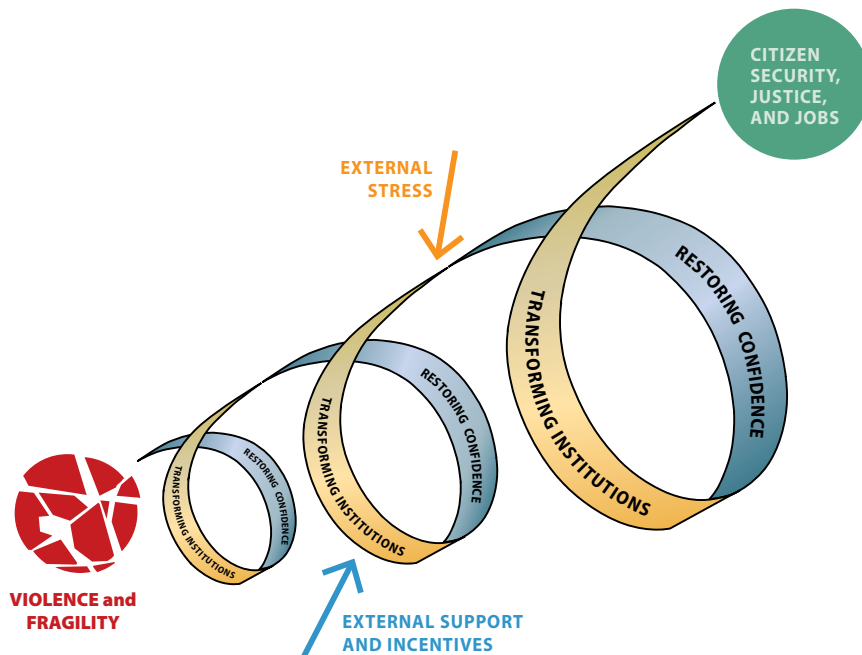 CITIZEN
SECURITY,
JUSTICE,
AND JOBS
EXTERNAL
STRESS
RESTORING CONFIDENCE
TRANSFORMING INSTITUTIONS
RESTORING CONFIDENCE
TRANSFORMING INSTITUTIONS
RESTORING CONFIDENCE
TRANSFORMING INSTITUTIONS
VIOLENCE and
FRAGILITY
EXTERNAL SUPPORT
AND INCENTIVES